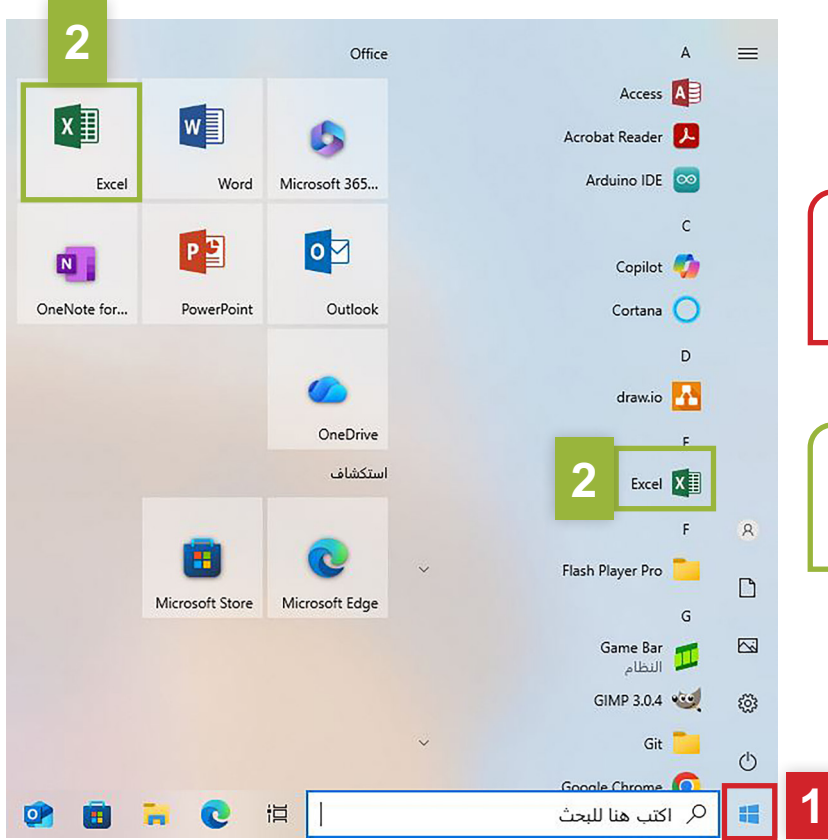 2
Office
Excel
Word
Microsoft 365...
OneNote for...
PowerPoint
Outlook
OneDrive
استكشاف
Microsoft Store
Microsoft Edge
A
Access
Acrobat Reader
Arduino IDE
C
Copilot
Cortana
D
draw.io
E
2
Excel
F
Flash Player Pro
G
Game Bar
النظام
GIMP 3.0.4
Git
Google Chrome
اكتب هنا للبحث
1